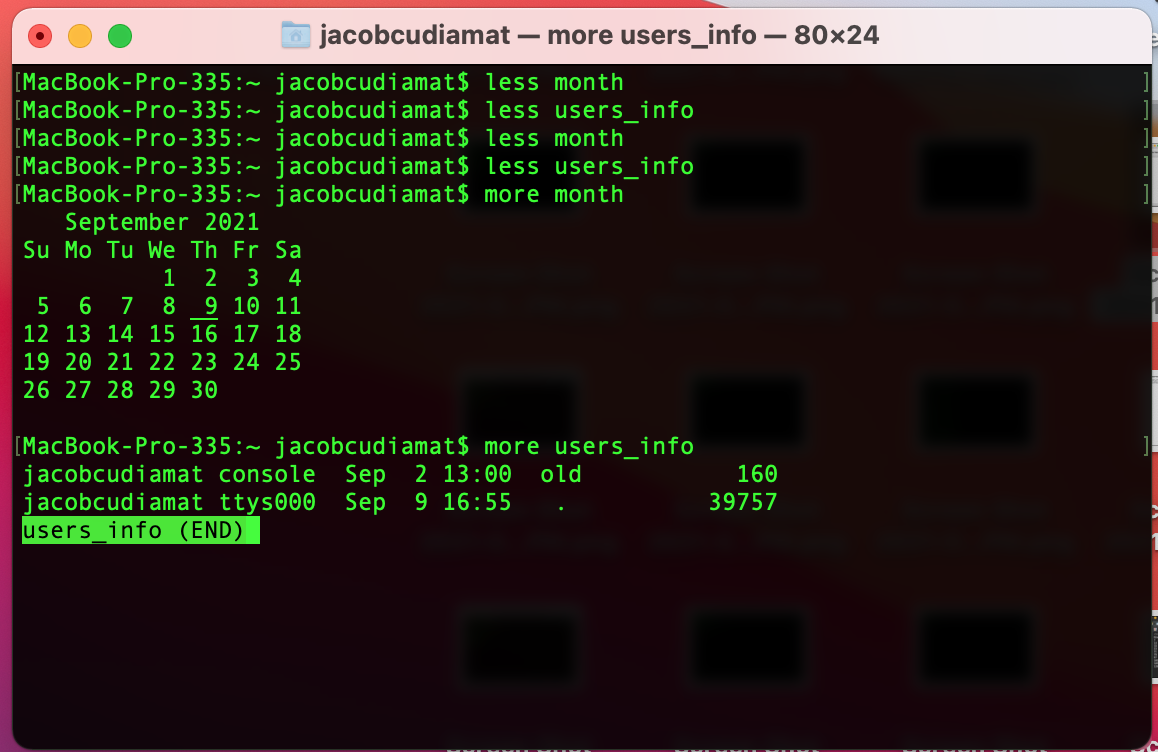 jacobcudiamat — more users_info — 80×24
[MacBook-Pro-335:~ jacobcudiamat$ less month ]
[MacBook-Pro-335:~ jacobcudiamat$ less users_info ]
[MacBook-Pro-335:~ jacobcudiamat$ less month ]
[MacBook-Pro-335:~ jacobcudiamat$ less users_info ]
[MacBook-Pro-335:~ jacobcudiamat$ more month ]
   September 2021
Su Mo Tu We Th Fr Sa
          1  2  3  4
 5  6  7  8  9 10 11
12 13 14 15 16 17 18
19 20 21 22 23 24 25
26 27 28 29 30
[MacBook-Pro-335:~ jacobcudiamat$ more users_info ]
jacobcudiamat console  Sep  2 13:00  old           160
jacobcudiamat ttys000  Sep  9 16:55   .          39757
users_info (END)